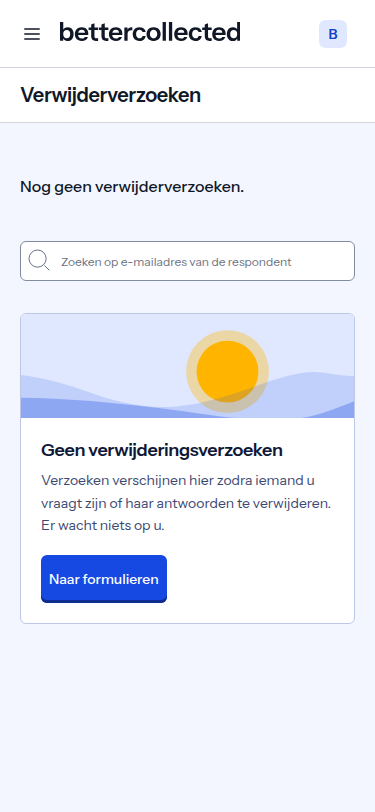 bettercollected
B
Verwijderverzoeken
Nog geen verwijderverzoeken.
Zoeken op e-mailadres van de respondent
Geen verwijderingsverzoeken
Verzoeken verschijnen hier zodra iemand u
vraagt zijn of haar antwoorden te verwijderen.
Er wacht niets op u.
Naar formulieren